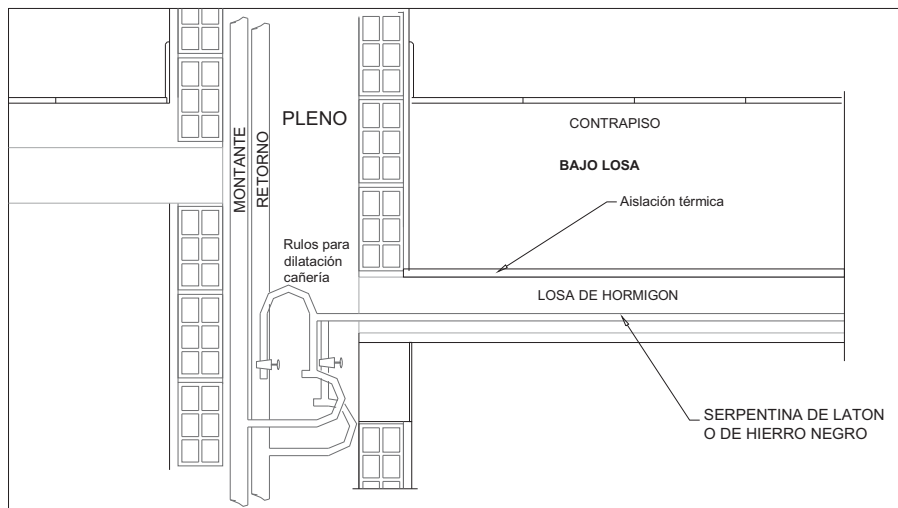 PLENO
MONTANTE
RETORNO
CONTRAPISO
BAJO LOSA
Aislación térmica
Rulos para
dilatación
cañería
LOSA DE HORMIGON
SERPENTINA DE LATON
O DE HIERRO NEGRO